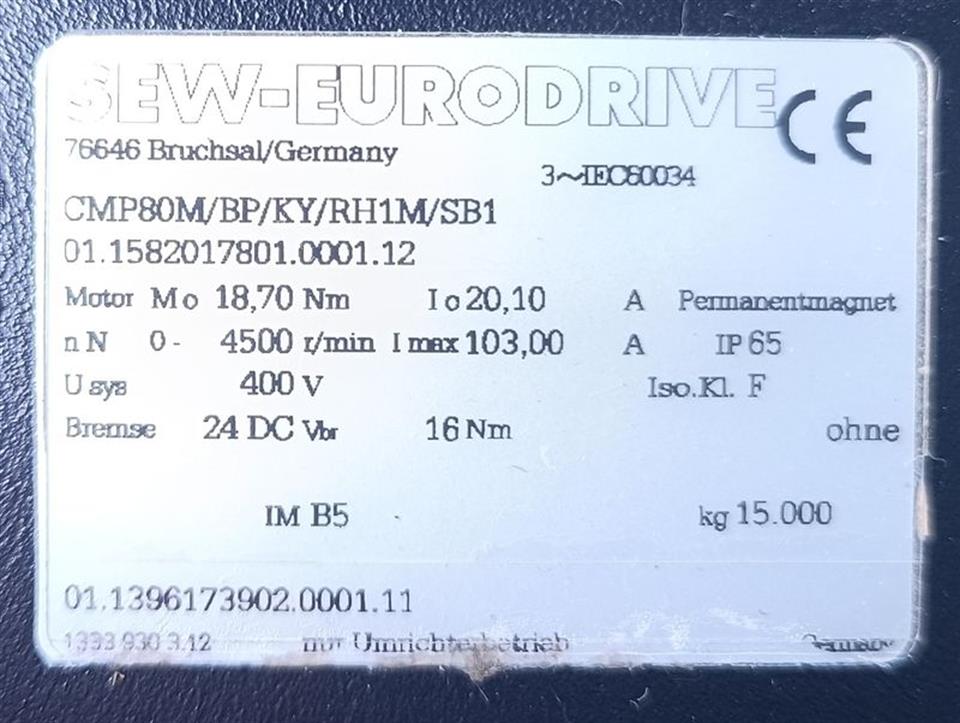 SEW-EURODRIVE CE
76646 Bruchsal/Germany
3~IEC60034
CMP80M/BP/KY/RH1M/SB1
01.1582017801.0001.12
Motor Mo 18,70 Nm Io 20,10 A Permanentmagnet
nN 0- 4500 r/min Imax 103,00 A IP 65
Usys 400 V Iso.Kl. F
Bremse 24 DC Vbr 16 Nm ohne
IM B5 kg 15.000
01.1396173902.0001.11
1333 930 3.12 nur Umrichterbetrieb Germany